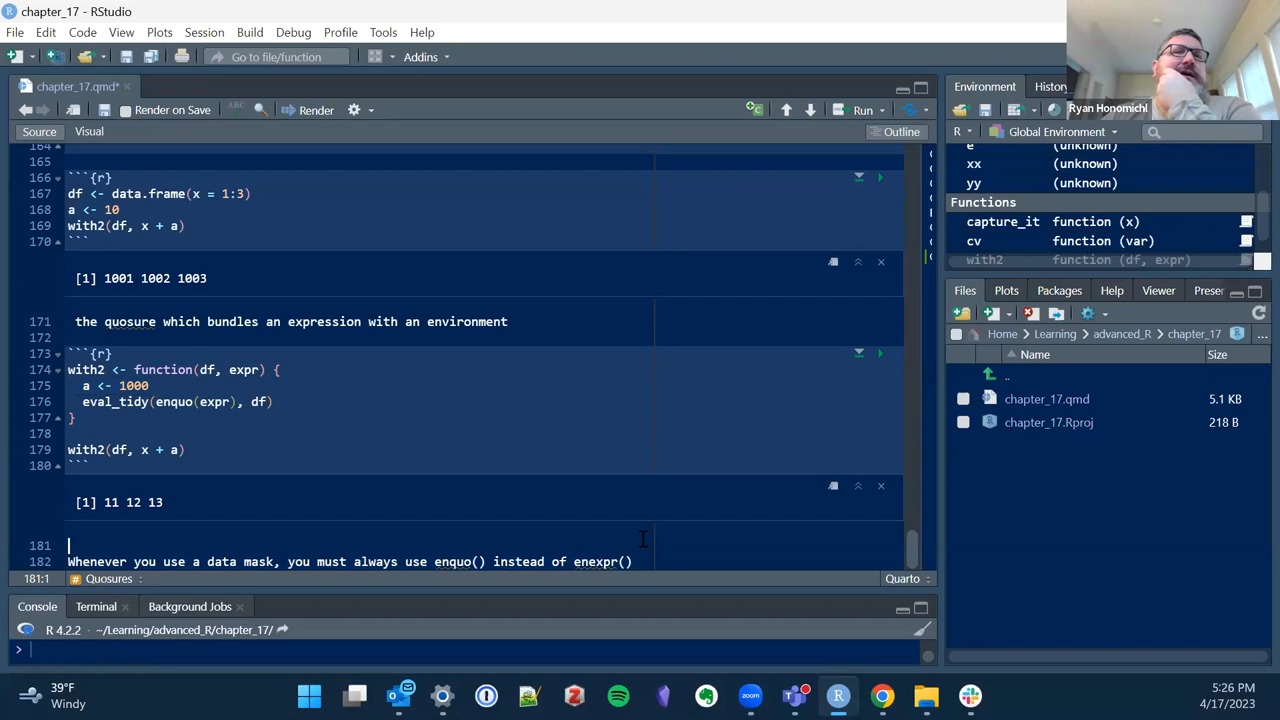 chapter_17 - RStudio
File Edit Code View Plots Session Build Debug Profile Tools Help
Go to file/function Addins
chapter_17.qmd*
Render on Save ABC Render Run
Source Visual Outline
164
165
166 ```{r}
167 df <- data.frame(x = 1:3)
168 a <- 10
169 with2(df, x + a)
170 ```
[1] 1001 1002 1003
171 the quosure which bundles an expression with an environment
172
173 ```{r}
174 with2 <- function(df, expr) {
175 a <- 1000
176 eval_tidy(enquo(expr), df)
177 }
178
179 with2(df, x + a)
180 ```
[1] 11 12 13
181
182 Whenever you use a data mask, you must always use enquo() instead of enexpr()
181:1 # Quosures Quarto
Console Terminal Background Jobs
R 4.2.2 · ~/Learning/advanced_R/chapter_17/
>
Ryan Honomichl
Environment History
R Global Environment
e (unknown)
xx (unknown)
yy (unknown)
Functions
capture_it function (x)
cv function (var)
with2 function (df, expr)
Files Plots Packages Help Viewer Preser
Home Learning advanced_R chapter_17 ...
Name Size
..
chapter_17.qmd 5.1 KB
chapter_17.Rproj 218 B
39°F
Windy
5:26 PM
4/17/2023